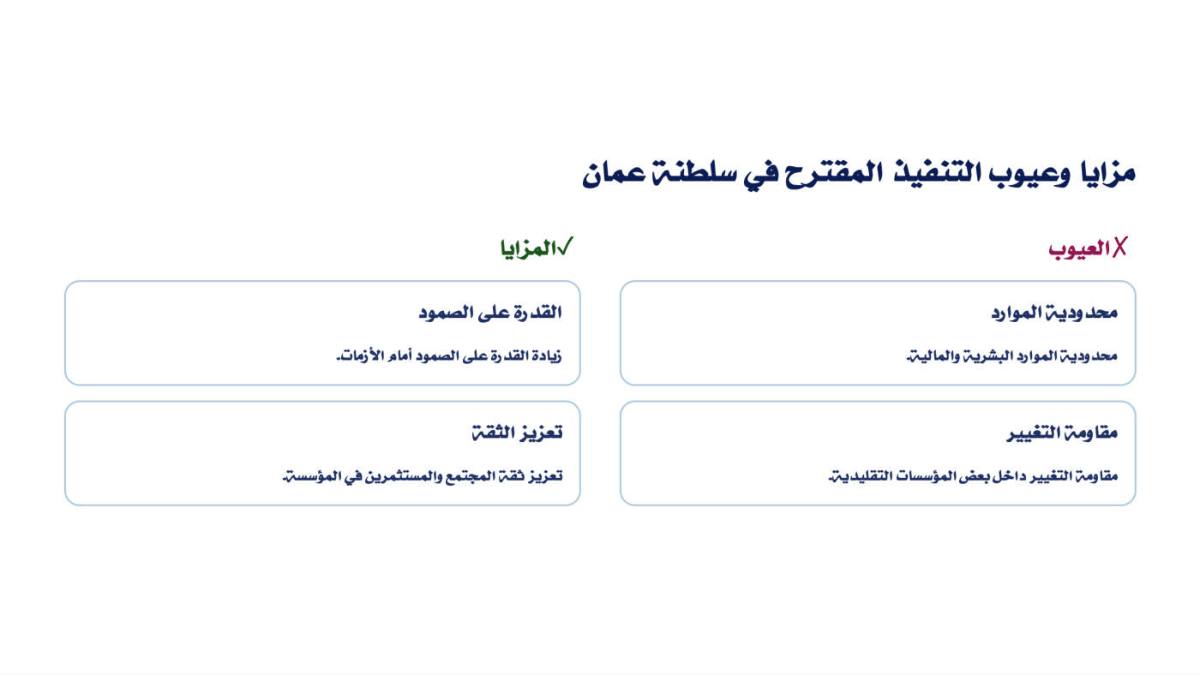 مزايا وعيوب التنفيذ المقترح في سلطنة عمان
✗ العيوب
محدودية الموارد
محدودية الموارد البشرية والمالية.
مقاومة التغيير
مقاومة التغيير داخل بعض المؤسسات التقليدية.
✓ المزايا
القدرة على الصمود
زيادة القدرة على الصمود أمام الأزمات.
تعزيز الثقة
تعزيز ثقة المجتمع والمستثمرين في المؤسسة.